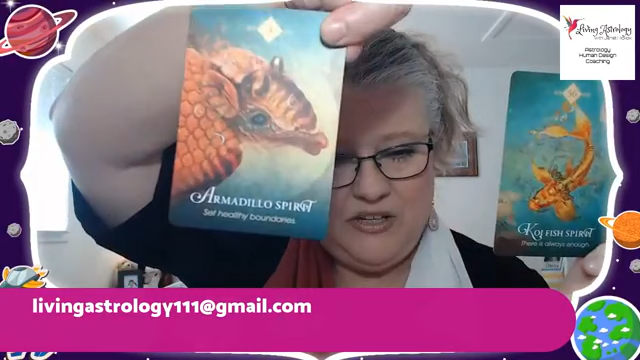 Living Astrology
Astrology
Human Design
Coaching
ARMADILLO SPIRIT
Set healthy boundaries.
KOI FISH SPIRIT
There is always enough.
livingastrology111@gmail.com